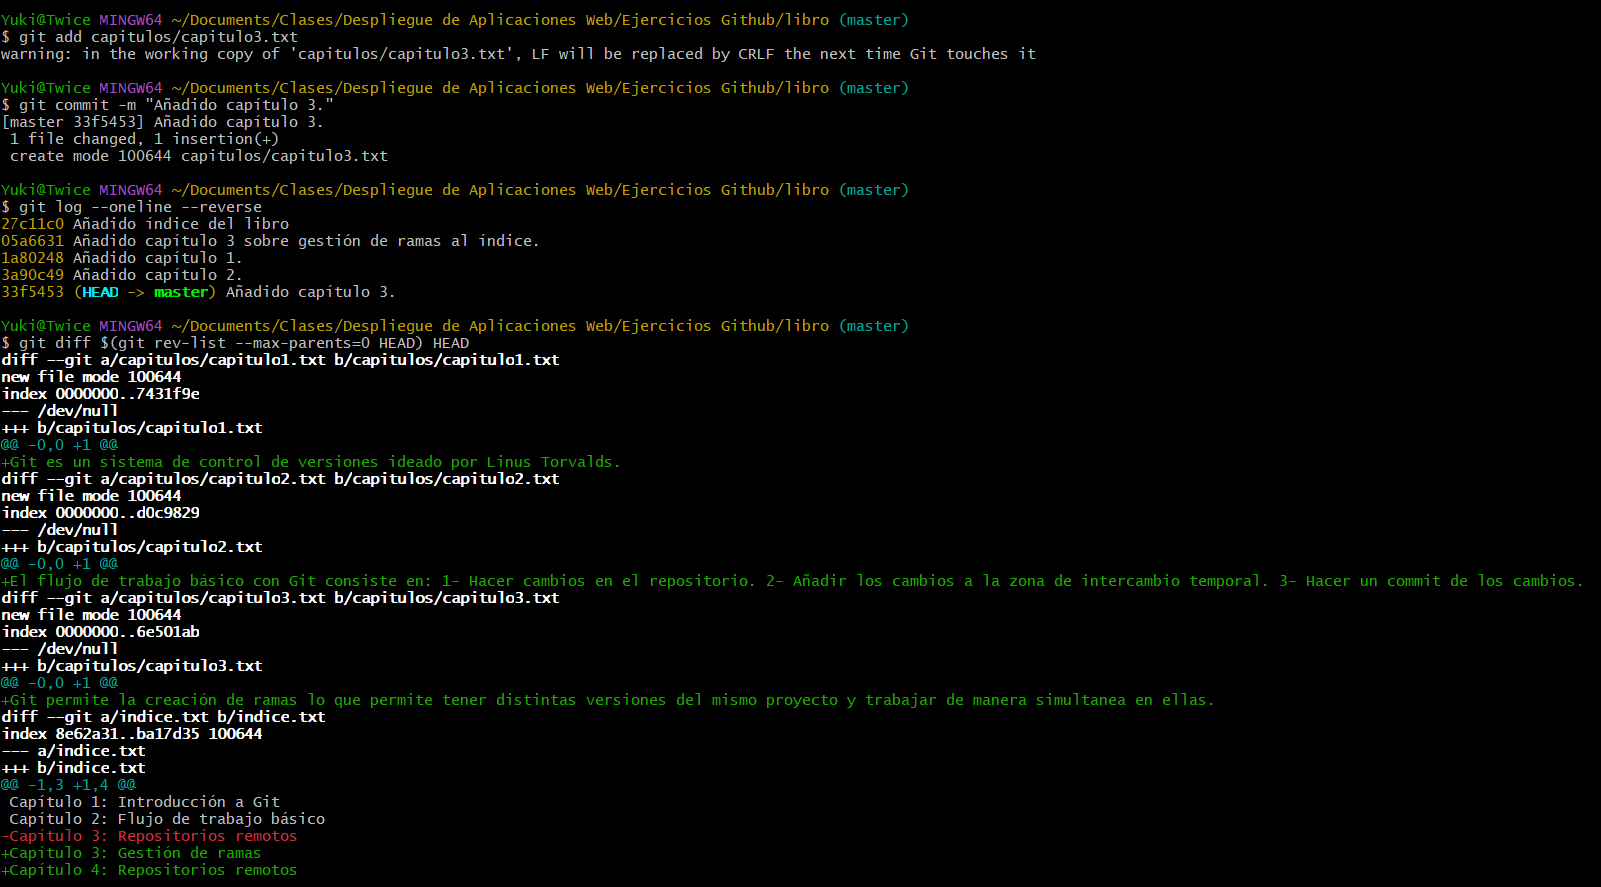 Yuki@Twice MINGW64 ~/Documents/Clases/Despliegue de Aplicaciones Web/Ejercicios Github/libro (master)
$ git add capitulos/capitulo3.txt
warning: in the working copy of 'capitulos/capitulo3.txt', LF will be replaced by CRLF the next time Git touches it
Yuki@Twice MINGW64 ~/Documents/Clases/Despliegue de Aplicaciones Web/Ejercicios Github/libro (master)
$ git commit -m "Añadido capítulo 3."
[master 33f5453] Añadido capítulo 3.
 1 file changed, 1 insertion(+)
 create mode 100644 capitulos/capitulo3.txt
Yuki@Twice MINGW64 ~/Documents/Clases/Despliegue de Aplicaciones Web/Ejercicios Github/libro (master)
$ git log --oneline --reverse
27c11c0 Añadido índice del libro
05a6631 Añadido capítulo 3 sobre gestión de ramas al índice.
1a80248 Añadido capítulo 1.
3a90c49 Añadido capítulo 2.
33f5453 (HEAD -> master) Añadido capítulo 3.
Yuki@Twice MINGW64 ~/Documents/Clases/Despliegue de Aplicaciones Web/Ejercicios Github/libro (master)
$ git diff $(git rev-list --max-parents=0 HEAD) HEAD
diff --git a/capitulos/capitulo1.txt b/capitulos/capitulo1.txt
new file mode 100644
index 0000000..7431f9e
--- /dev/null
+++ b/capitulos/capitulo1.txt
@@ -0,0 +1 @@
+Git es un sistema de control de versiones ideado por Linus Torvalds.
diff --git a/capitulos/capitulo2.txt b/capitulos/capitulo2.txt
new file mode 100644
index 0000000..d0c9829
--- /dev/null
+++ b/capitulos/capitulo2.txt
@@ -0,0 +1 @@
+El flujo de trabajo básico con Git consiste en: 1- Hacer cambios en el repositorio. 2- Añadir los cambios a la zona de intercambio temporal. 3- Hacer un commit de los cambios.
diff --git a/capitulos/capitulo3.txt b/capitulos/capitulo3.txt
new file mode 100644
index 0000000..6e501ab
--- /dev/null
+++ b/capitulos/capitulo3.txt
@@ -0,0 +1 @@
+Git permite la creación de ramas lo que permite tener distintas versiones del mismo proyecto y trabajar de manera simultanea en ellas.
diff --git a/indice.txt b/indice.txt
index 8e62a31..ba17d35 100644
--- a/indice.txt
+++ b/indice.txt
@@ -1,3 +1,4 @@
 Capítulo 1: Introducción a Git
 Capítulo 2: Flujo de trabajo básico
-Capítulo 3: Repositorios remotos
+Capítulo 3: Gestión de ramas
+Capítulo 4: Repositorios remotos